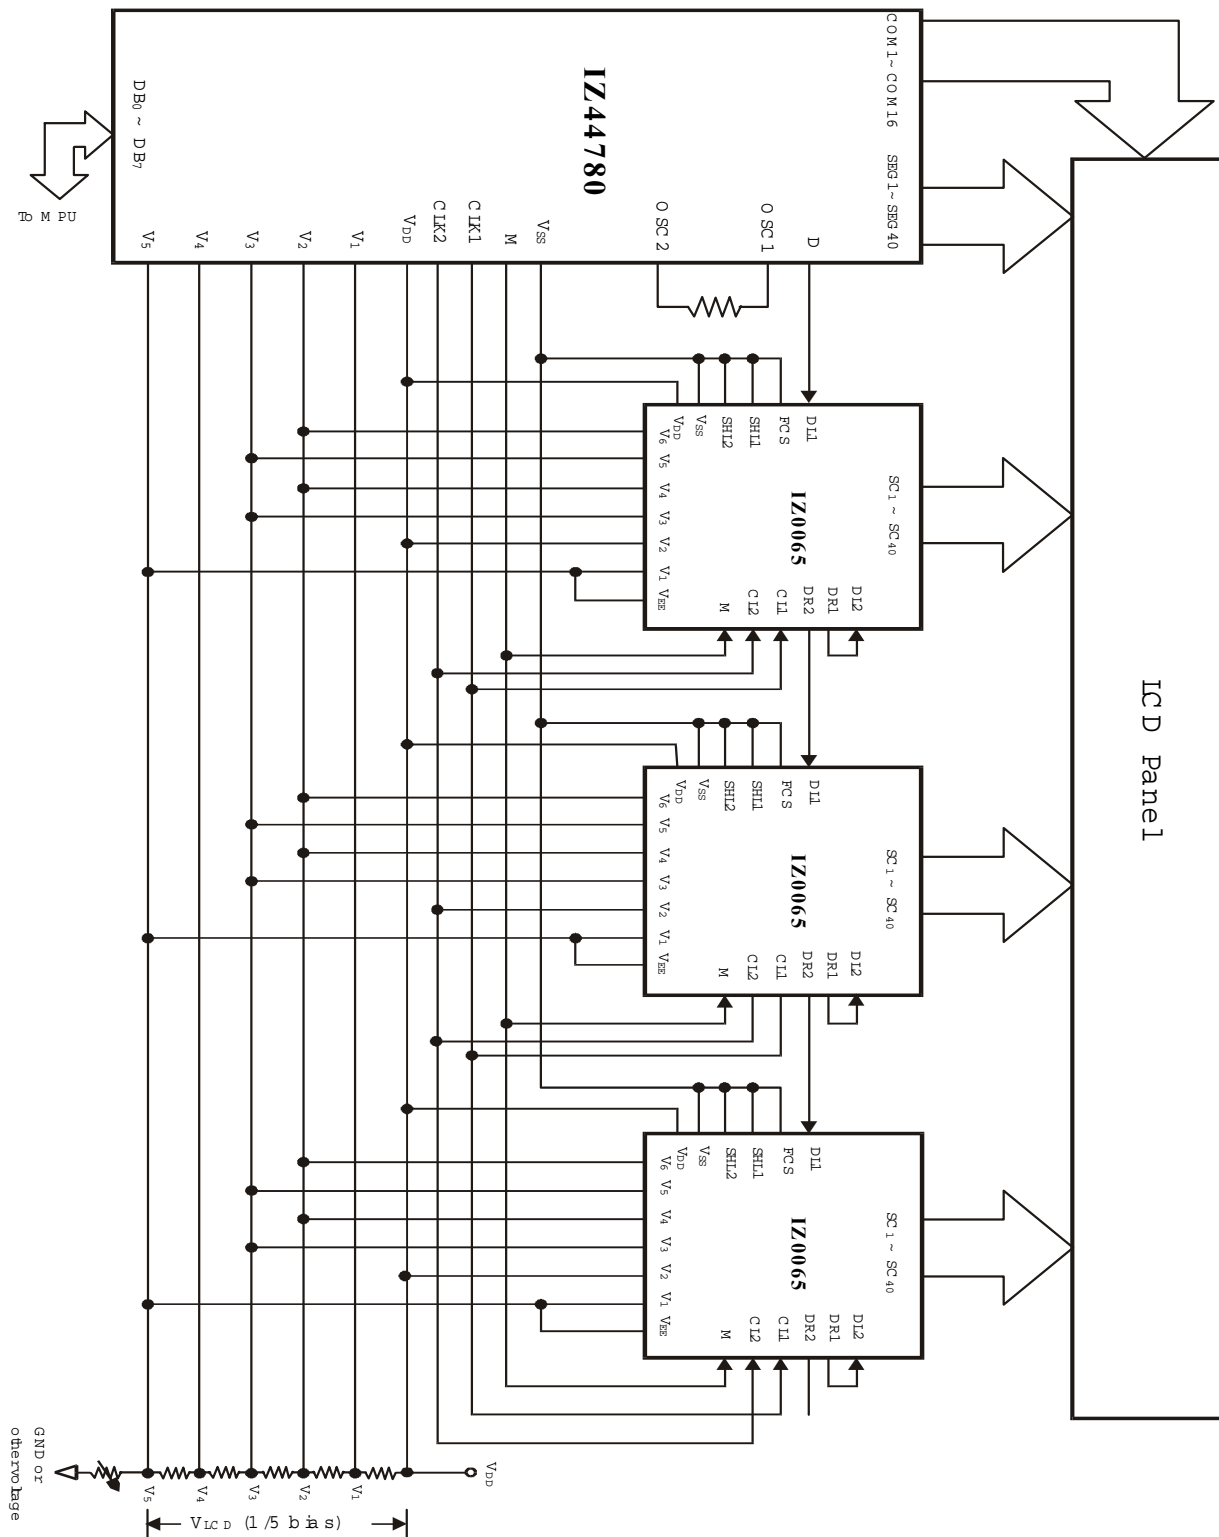 COM1~COM16
SEG1~SEG40
D
OSC1
OSC2
VSS
M
CLK1
CLK2
VDD
V1
V2
V3
V4
V5
IZ44780
DB0 ~ DB7
To MPU
LCD Panel
SC1 ~ SC40
DL1
FCS
SHL1
SHL2
VSS
VDD
V6
V5
V4
V3
V2
V1
VEE
IZ0065
DL2
DR1
DR2
CL1
CL2
M
SC1 ~ SC40
DL1
FCS
SHL1
SHL2
VSS
VDD
V6
V5
V4
V3
V2
V1
VEE
IZ0065
DL2
DR1
DR2
CL1
CL2
M
SC1 ~ SC40
DL1
FCS
SHL1
SHL2
VSS
VDD
V6
V5
V4
V3
V2
V1
VEE
IZ0065
DL2
DR1
DR2
CL1
CL2
M
VDD
V1
V2
V3
V4
V5
GND or
other voltage
VLCD (1/5 bias)